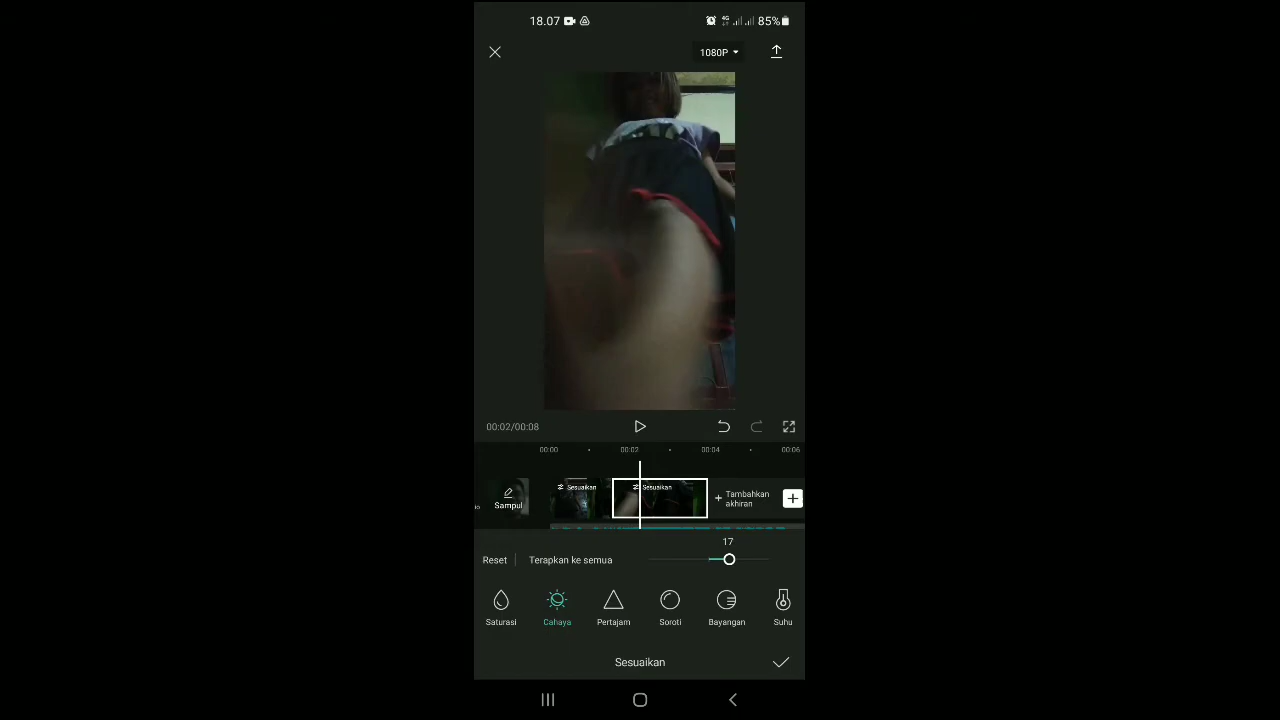 18.07 4G 85%
1080P
00:02/00:08
00:00 00:02 00:04 00:06
Sesuaikan Sesuaikan
Sampul
Tambahkan
akhiran
17
Reset Terapkan ke semua
Saturasi Cahaya Pertajam Soroti Bayangan Suhu
Sesuaikan